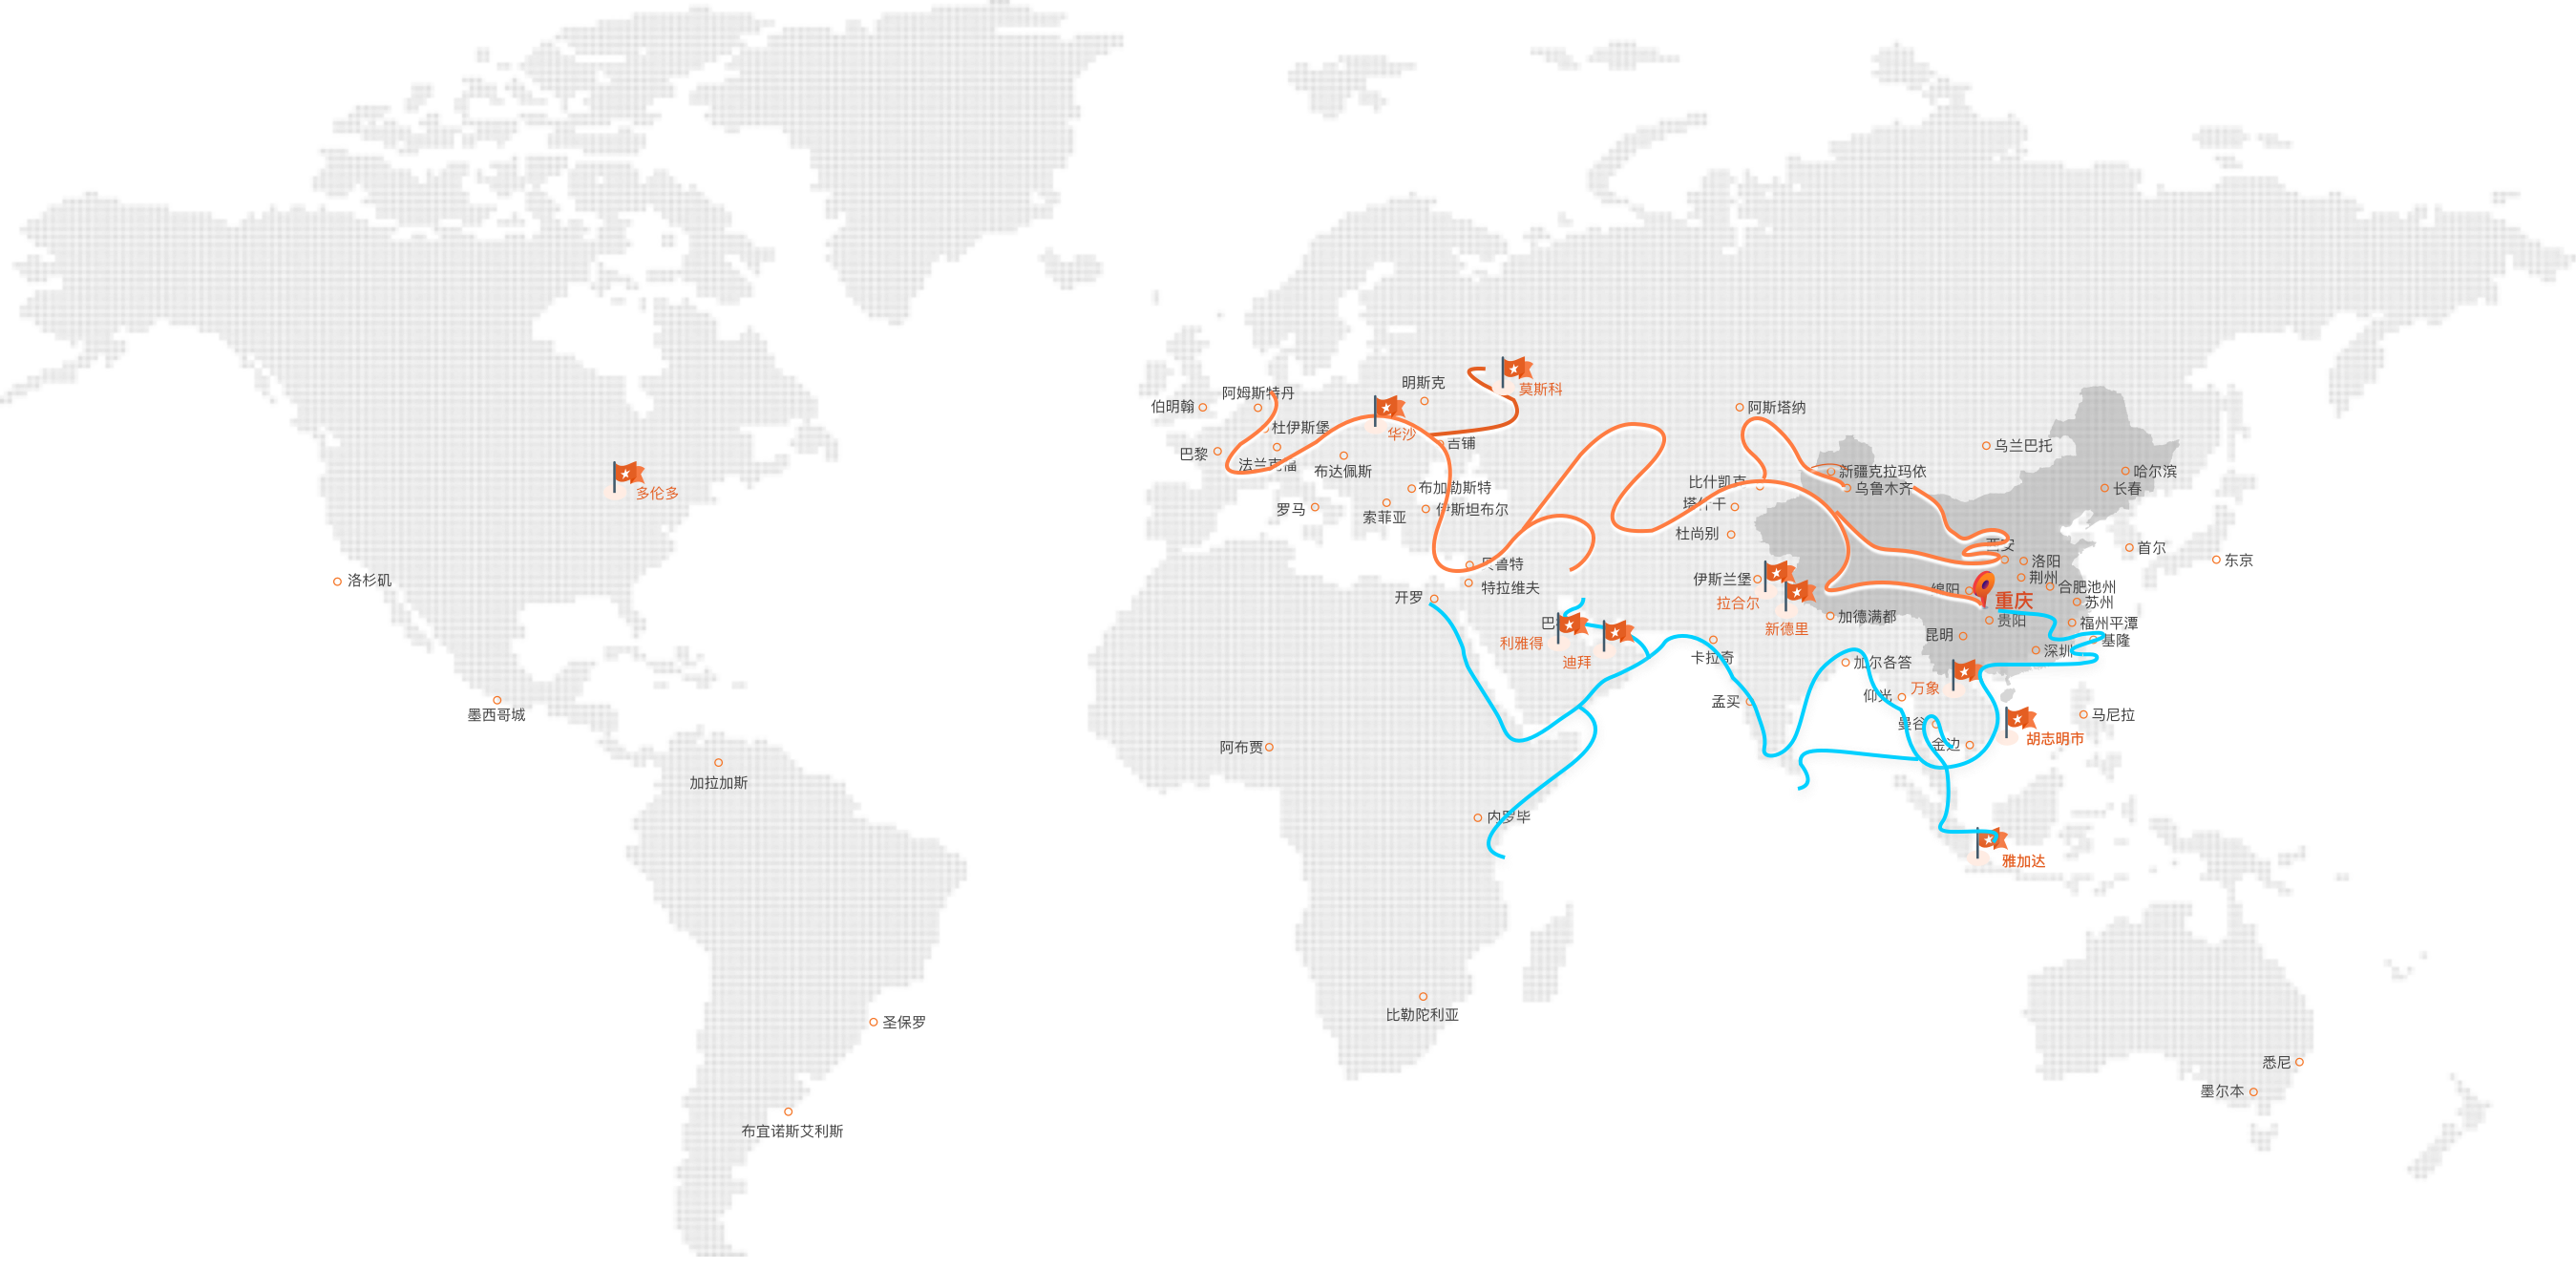 明斯克
莫斯科
阿姆斯特丹
伯明翰
阿斯塔纳
杜伊斯堡
华沙
吉铺
乌兰巴托
巴黎
法兰克福
布达佩斯
新疆克拉玛依
哈尔滨
比什凯克
乌鲁木齐
长春
布加勒斯特
多伦多
塔什干
罗马
索菲亚
伊斯坦布尔
杜尚别
西安
首尔
东京
洛阳
贝鲁特
洛杉矶
伊斯兰堡
荆州
特拉维夫
绵阳
合肥池州
开罗
拉合尔
重庆
苏州
加德满都
贵阳
福州平潭
新德里
昆明
基隆
利雅得
深圳
迪拜
卡拉奇
加尔各答
万象
仰光
孟买
墨西哥城
马尼拉
曼谷
胡志明市
金边
阿布贾
加拉加斯
内罗毕
雅加达
比勒陀利亚
圣保罗
悉尼
墨尔本
布宜诺斯艾利斯